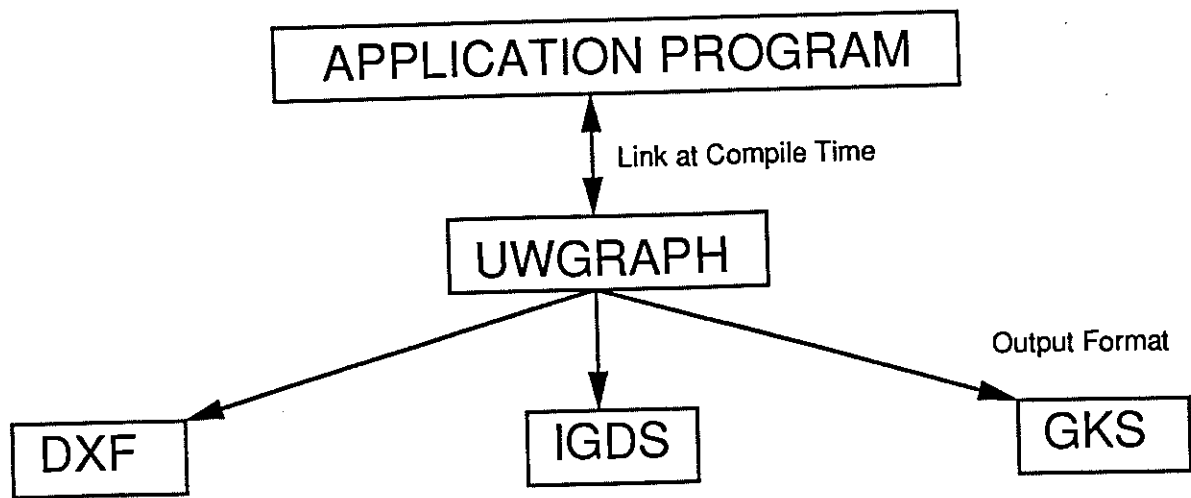 APPLICATION PROGRAM
Link at Compile Time
UWGRAPH
Output Format
DXF
IGDS
GKS